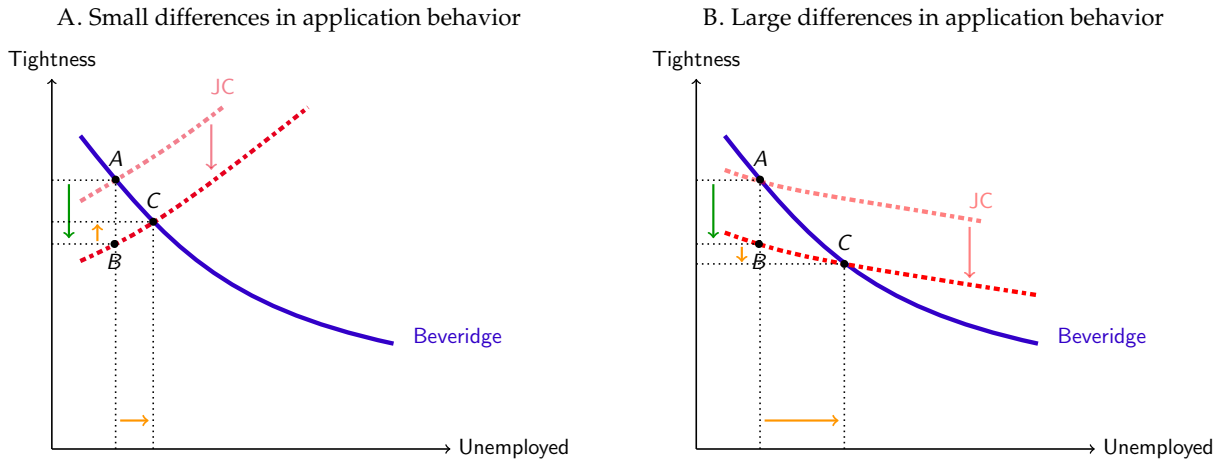 A. Small differences in application behavior
Tightness
JC
A
C
B
Beveridge
Unemployed
B. Large differences in application behavior
Tightness
A
JC
C
B
Beveridge
Unemployed